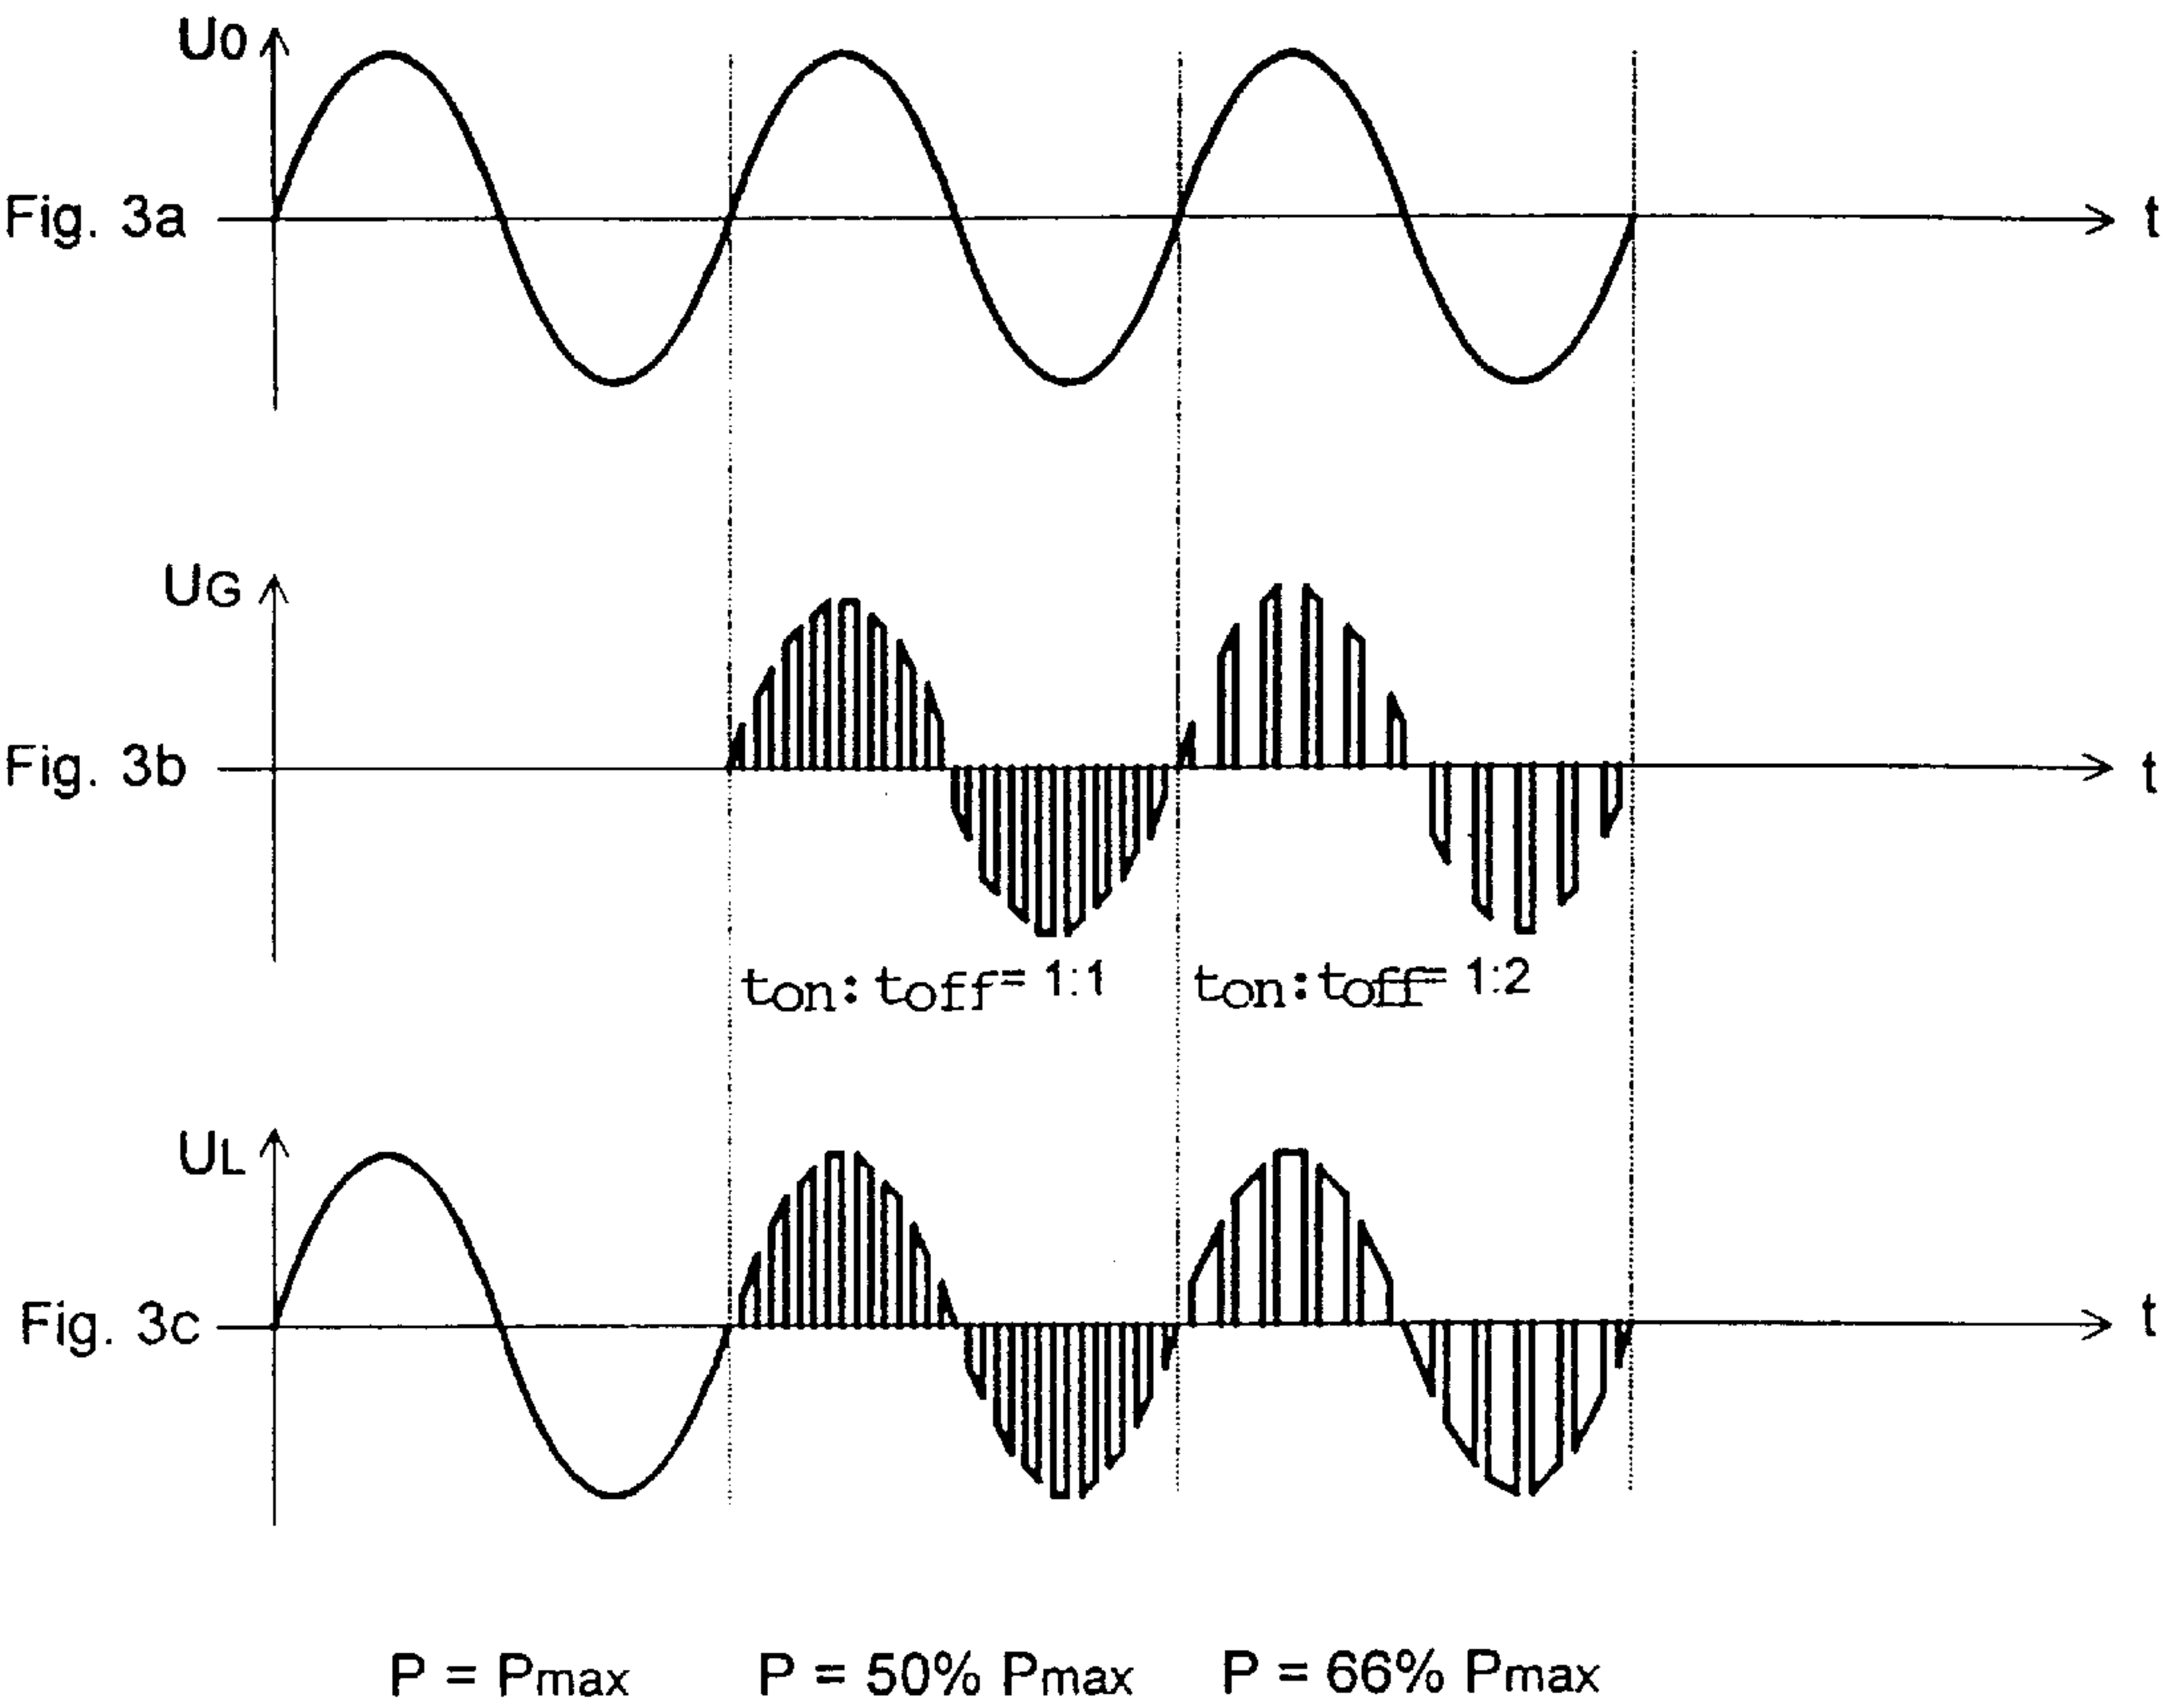 U0
Fig. 3a
t
UG
Fig. 3b
t
ton:toff= 1:1
ton:toff= 1:2
UL
Fig. 3c
t
P = Pmax
P = 50% Pmax
P = 66% Pmax